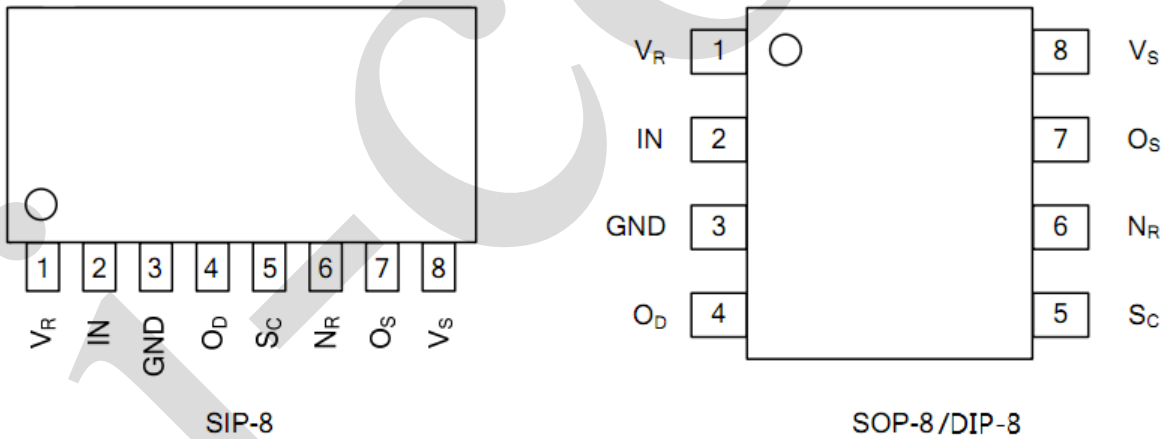 1 2 3 4 5 6 7 8
VR IN GND OD SC NR OS VS
SIP-8
VR 1 8 VS
IN 2 7 OS
GND 3 6 NR
OD 4 5 SC
SOP-8/DIP-8